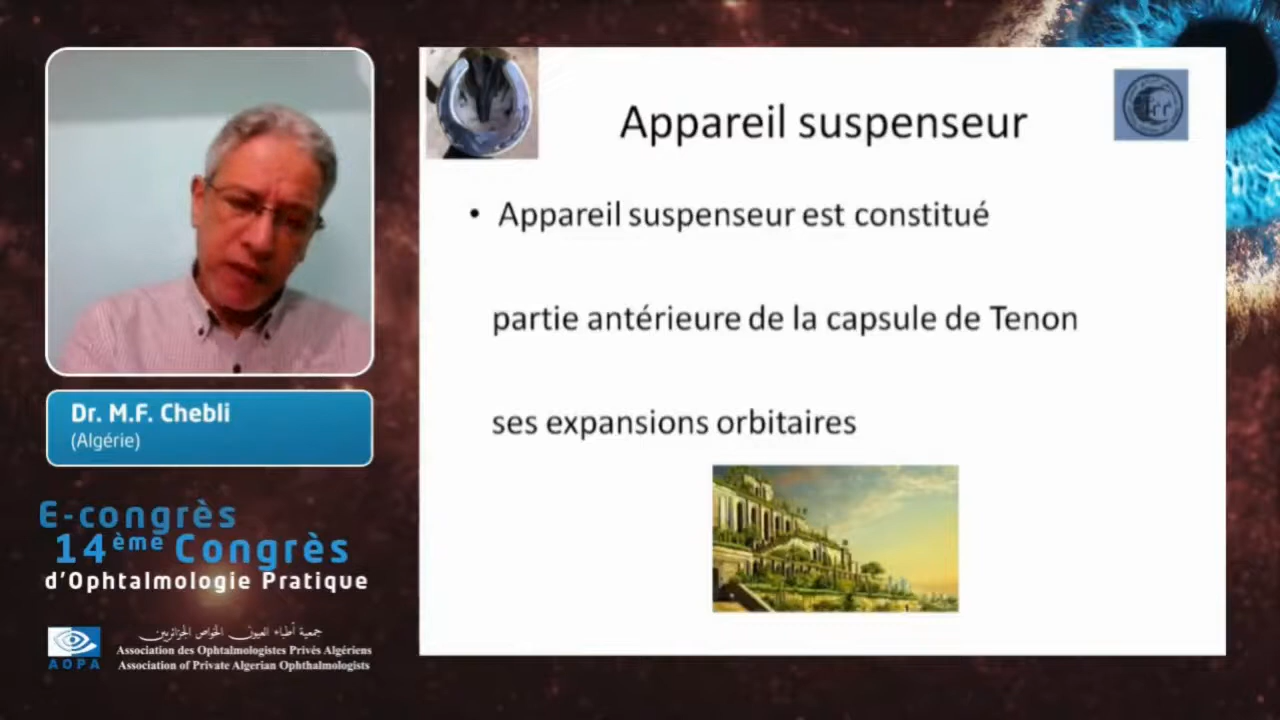 Appareil suspenseur
• Appareil suspenseur est constitué
partie antérieure de la capsule de Tenon
ses expansions orbitaires
Dr. M.F. Chebli
(Algérie)
E-congrès
14ème Congrès
d'Ophtalmologie Pratique
جمعية أطباء العيون الخواص الجزائريين
Association des Ophtalmologistes Privés Algériens
Association of Private Algerian Ophthalmologists
AOPA